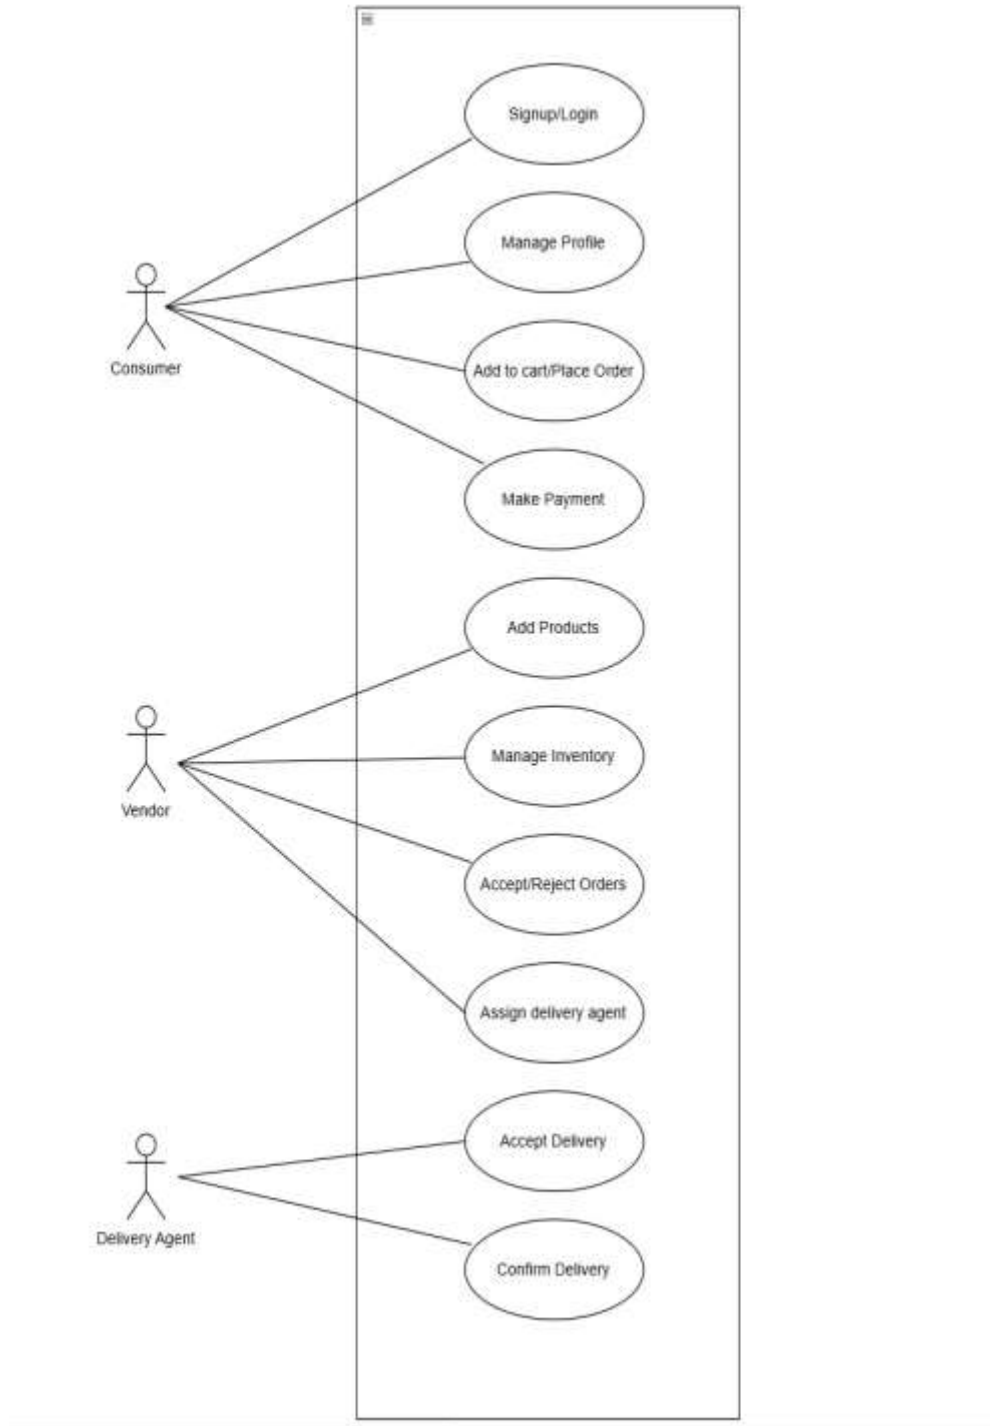 Signup/Login
Manage Profile
Consumer
Add to cart/Place Order
Make Payment
Add Products
Manage Inventory
Vendor
Accept/Reject Orders
Assign delivery agent
Accept Delivery
Delivery Agent
Confirm Delivery